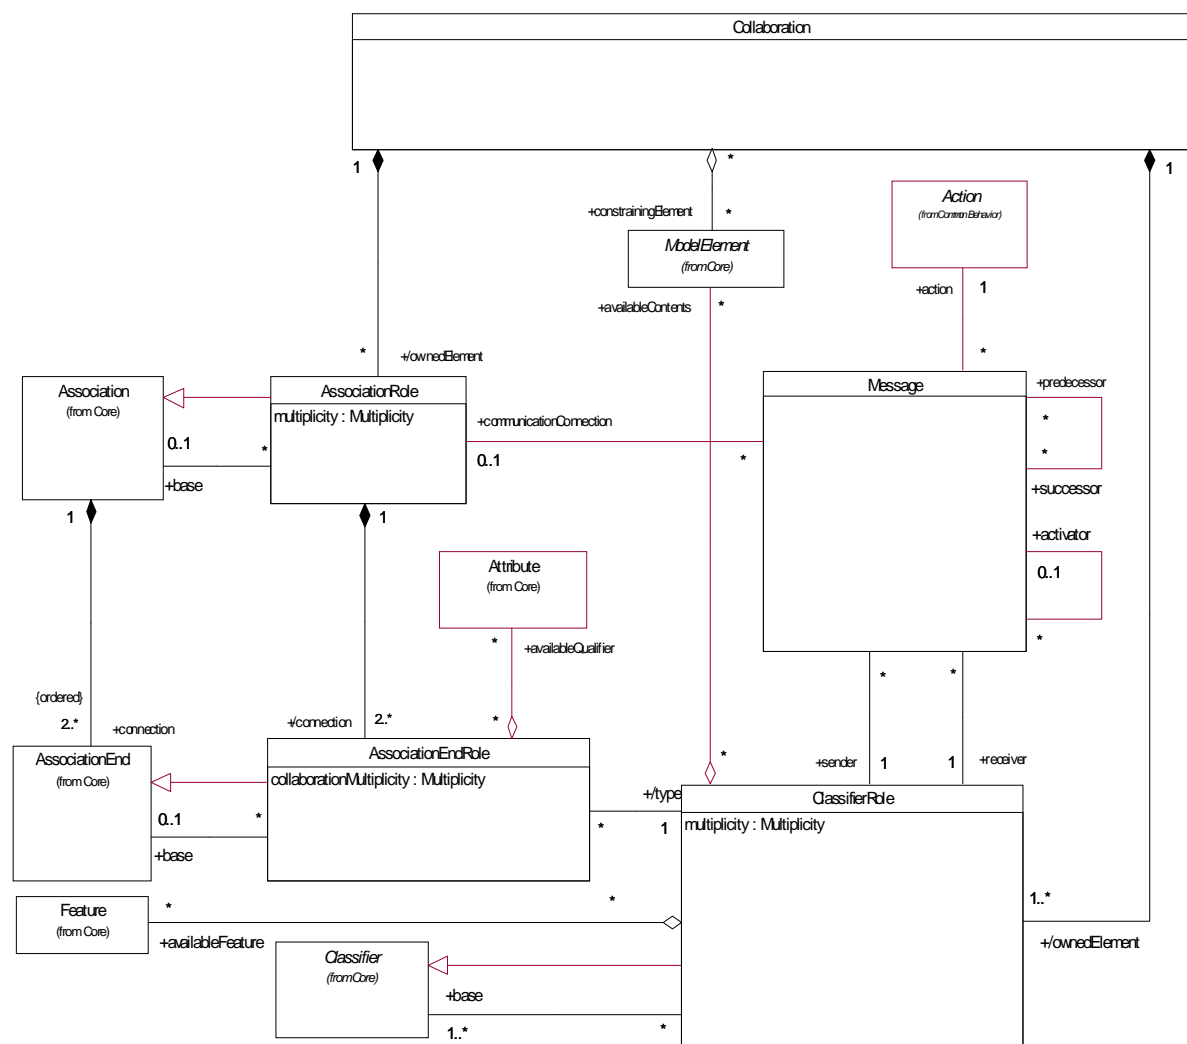 Collaboration
1
*
1
Action
(from Common Behavior)
+constrainingElement
*
ModelElement
(from Core)
+availableContents
*
+action
1
*
+/ownedElement
*
Association
(from Core)
AssociationRole
multiplicity : Multiplicity
Message
+predecessor
*
+communicationConnection
0..1
*
0..1
*
+base
*
+successor
1
1
+activator
0..1
*
Attribute
(from Core)
*
+availableQualifier
*
*
{ordered}
2..*
+connection
+/connection
2..*
*
AssociationEnd
(from Core)
AssociationEndRole
collaborationMultiplicity : Multiplicity
*
+sender
1
1
+receiver
+/type
1
*
ClassifierRole
multiplicity : Multiplicity
0..1
*
+base
Feature
(from Core)
*
+availableFeature
*
1..*
+/ownedElement
Classifier
(from Core)
+base
1..*
*